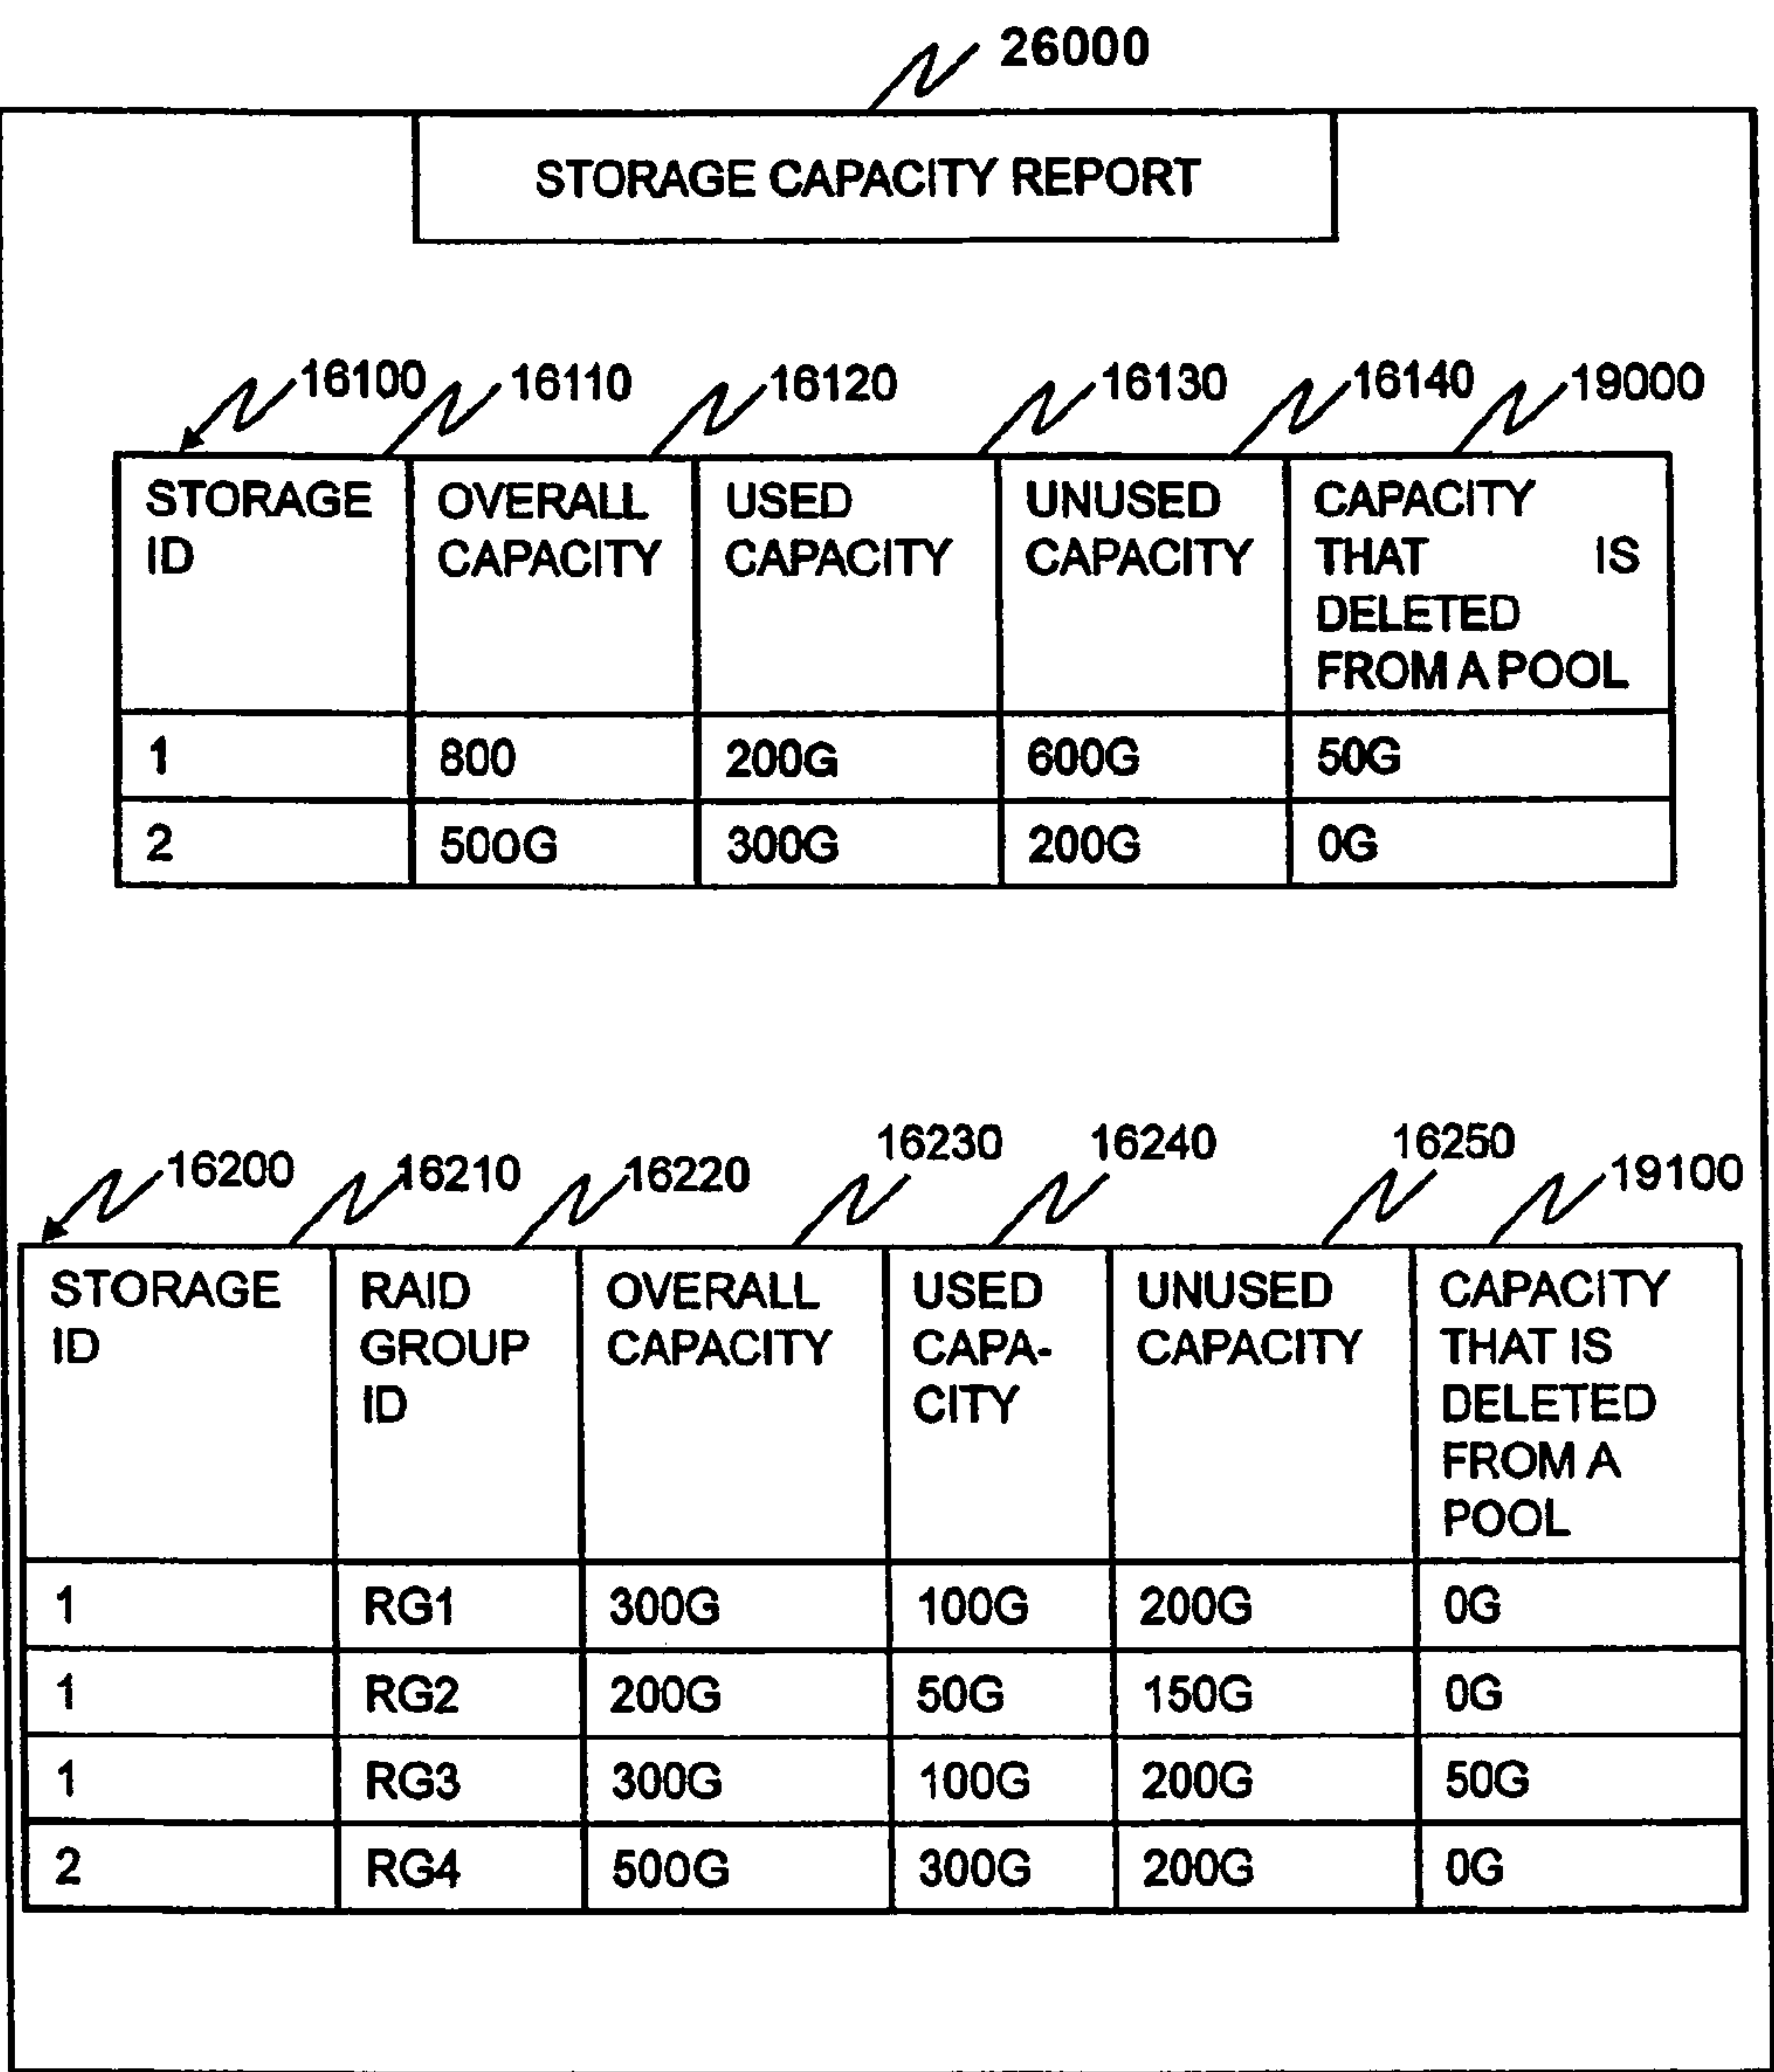 26000
STORAGE CAPACITY REPORT
16100 16110 16120 16130 16140 19000
STORAGE ID OVERALL CAPACITY USED CAPACITY UNUSED CAPACITY CAPACITY THAT IS DELETED FROM A POOL
1 800 200G 600G 50G
2 500G 300G 200G 0G
16200 16210 16220 16230 16240 16250 19100
STORAGE ID RAID GROUP ID OVERALL CAPACITY USED CAPA-CITY UNUSED CAPACITY CAPACITY THAT IS DELETED FROM A POOL
1 RG1 300G 100G 200G 0G
1 RG2 200G 50G 150G 0G
1 RG3 300G 100G 200G 50G
2 RG4 500G 300G 200G 0G